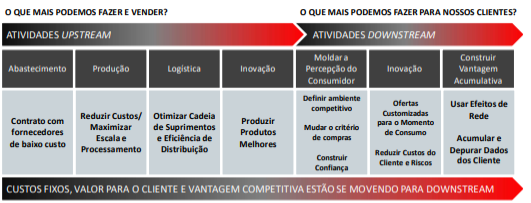 O QUE MAIS PODEMOS FAZER E VENDER?
O QUE MAIS PODEMOS FAZER PARA NOSSOS CLIENTES?
ATIVIDADES UPSTREAM
ATIVIDADES DOWNSTREAM
Abastecimento
Produção
Logística
Inovação
Moldar a
Percepção do
Consumidor
Inovação
Construir
Vantagem
Acumulativa
Contrato com
fornecedores
de baixo custo
Reduzir Custos/
Maximizar
Escala e
Processamento
Otimizar Cadeia
de Suprimentos
e Eficiência de
Distribuição
Produzir
Produtos
Melhores
Definir ambiente
competitivo
Mudar o critério
de compras
Construir
Confiança
Ofertas
Customizadas
para o Momento
de Consumo
Reduzir Custos do
Cliente e Riscos
Usar Efeitos de
Rede
Acumular e
Depurar Dados
dos Cliente
CUSTOS FIXOS, VALOR PARA O CLIENTE E VANTAGEM COMPETITIVA ESTÃO SE MOVENDO PARA DOWNSTREAM